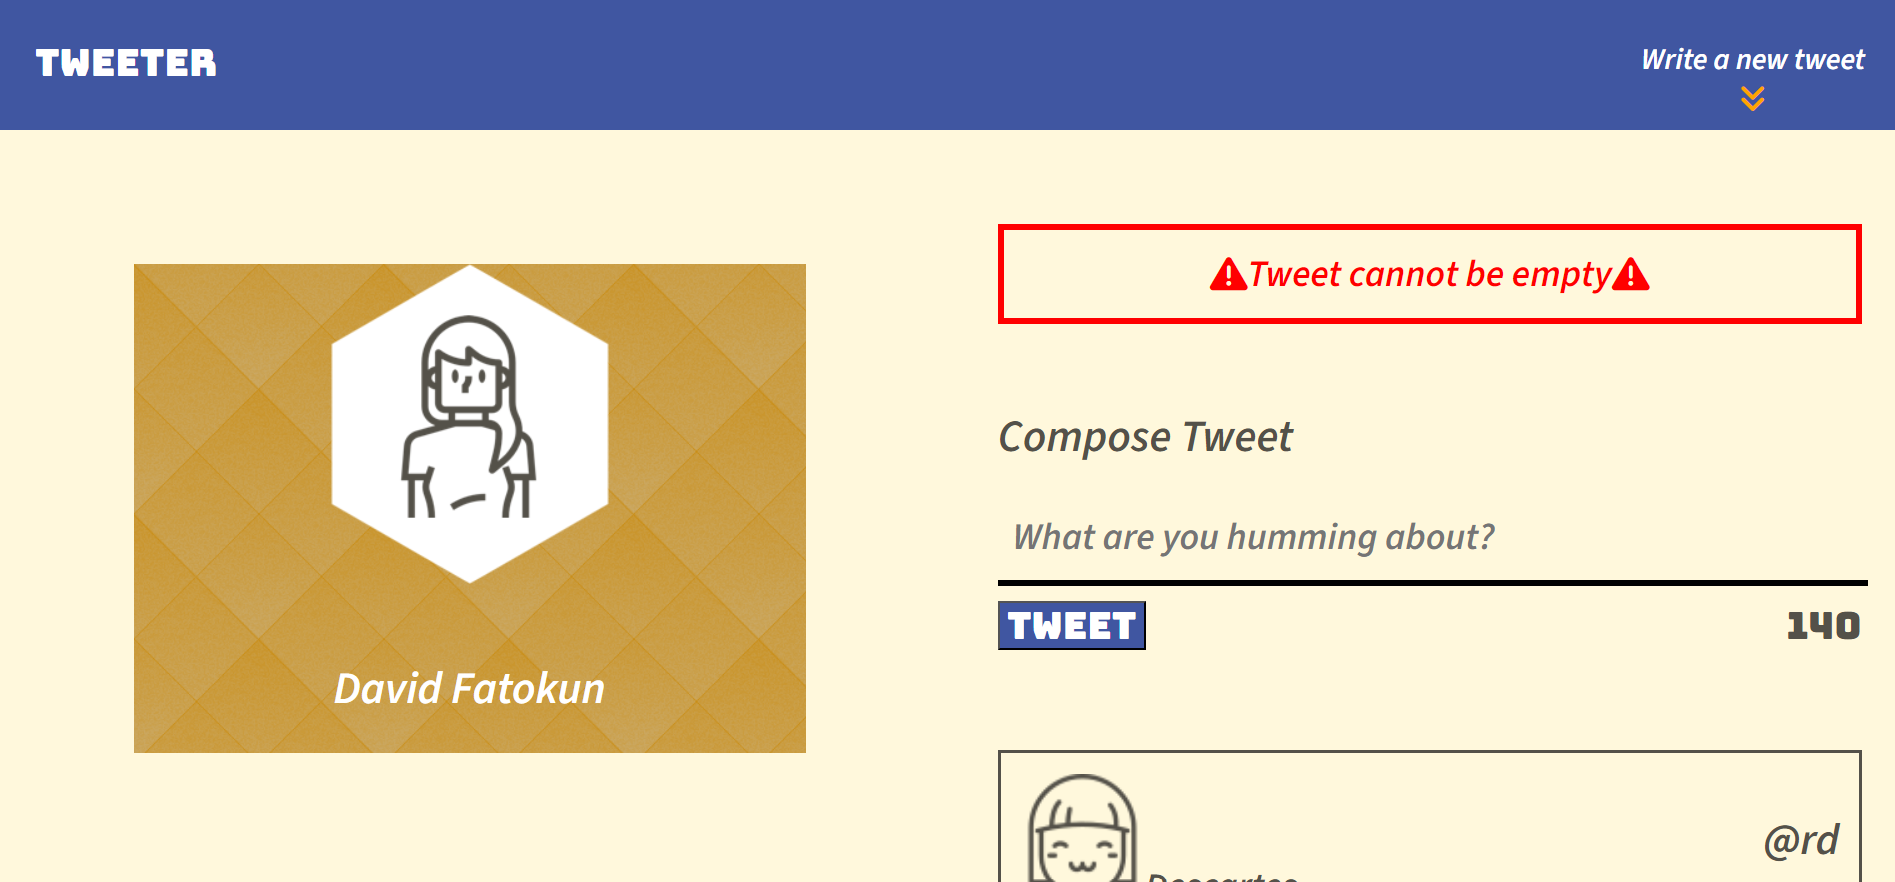 TWEETER
Write a new tweet
Tweet cannot be empty
David Fatokun
Compose Tweet
What are you humming about?
TWEET
140
@rd
Descartes